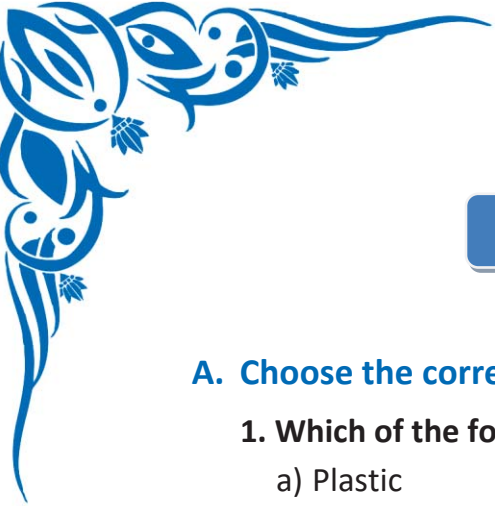 A. Choose the corre
1. Which of the fo
a) Plastic